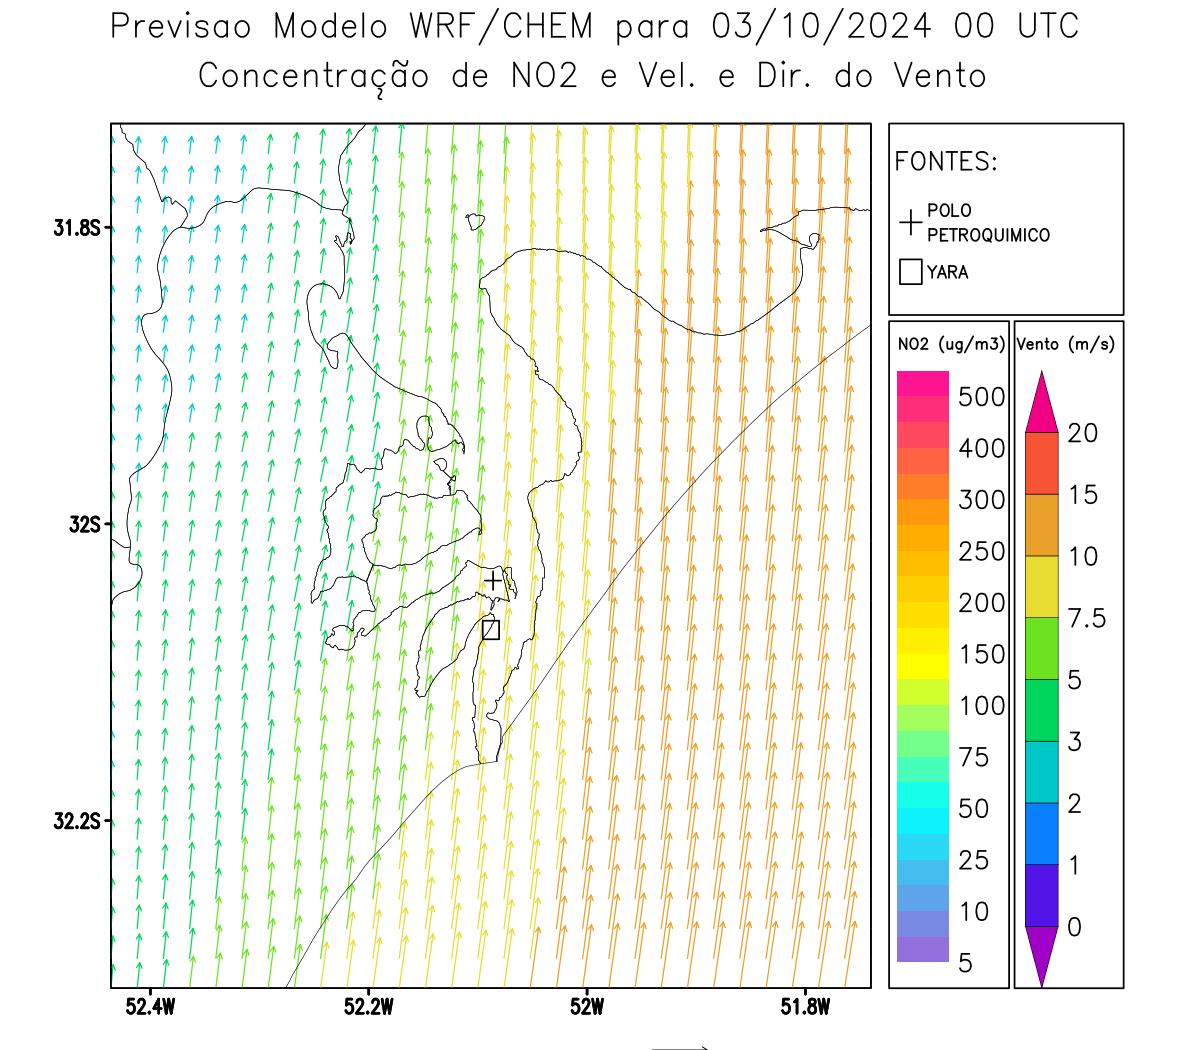 Previsao Modelo WRF/CHEM para 03/10/2024 00 UTC
Concentração de NO2 e Vel. e Dir. do Vento
FONTES:
POLO
PETROQUIMICO
YARA
NO2 (ug/m3)
500
400
300
250
200
150
100
75
50
25
10
5
Vento (m/s)
20
15
10
7.5
5
3
2
1
0
31.8S
32S
32.2S
52.4W
52.2W
52W
51.8W